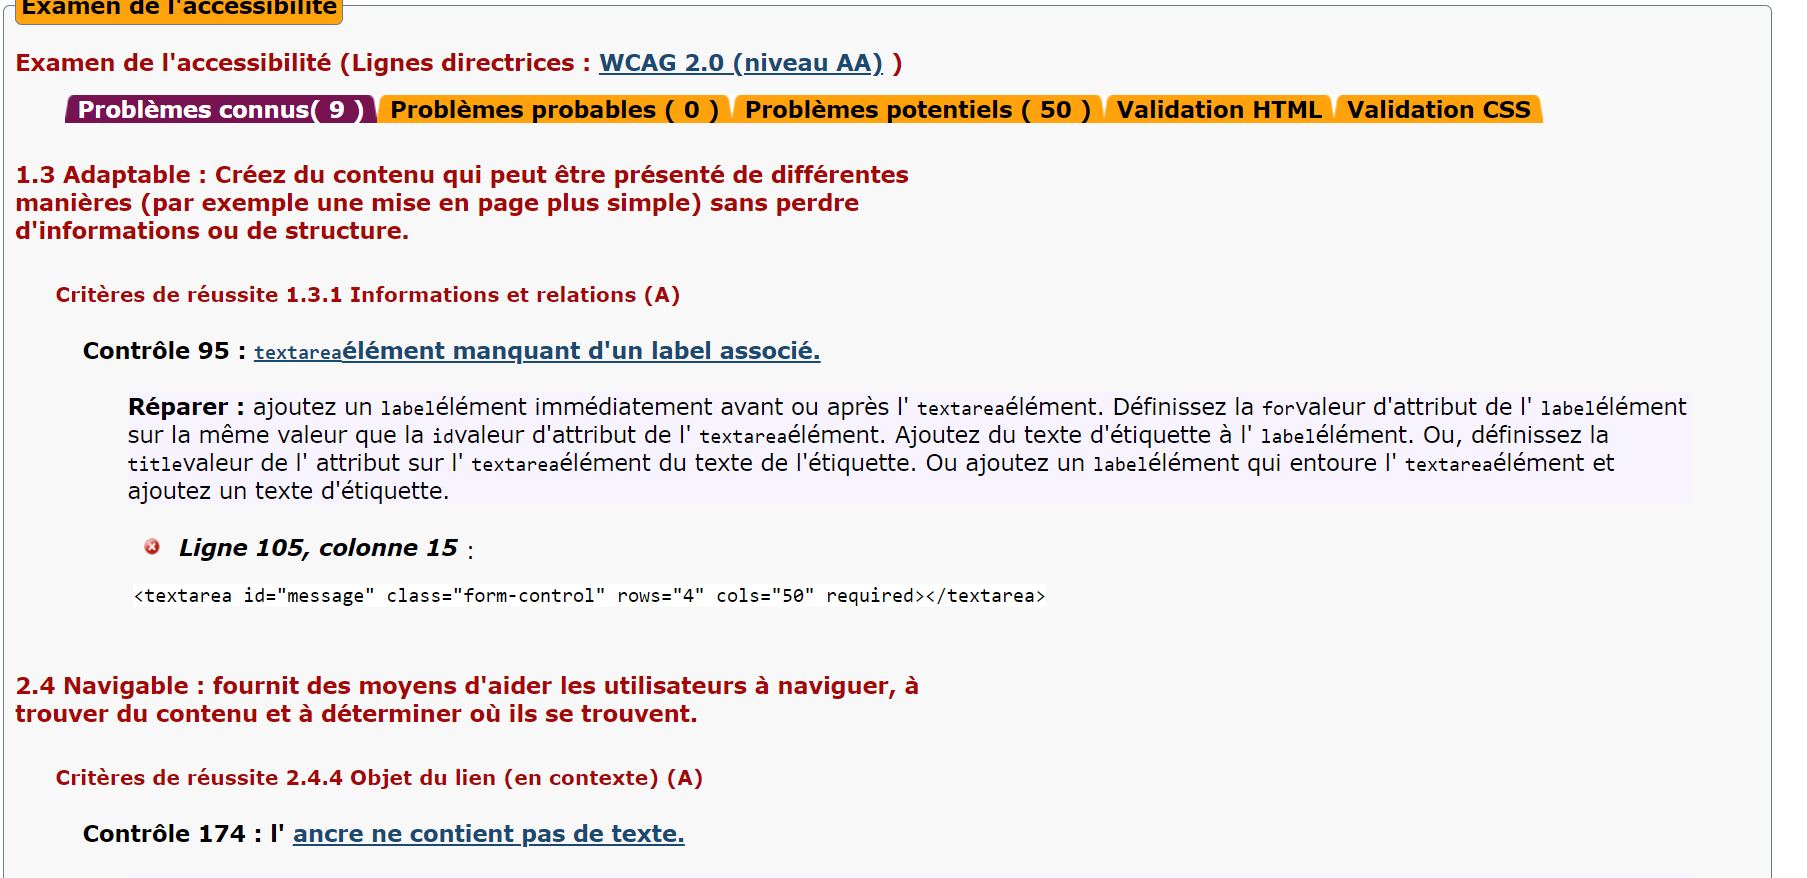 Examen de l'accessibilité
Examen de l'accessibilité (Lignes directrices : WCAG 2.0 (niveau AA) )
Problèmes connus( 9 ) Problèmes probables ( 0 ) Problèmes potentiels ( 50 ) Validation HTML Validation CSS
1.3 Adaptable : Créez du contenu qui peut être présenté de différentes
manières (par exemple une mise en page plus simple) sans perdre
d'informations ou de structure.
Critères de réussite 1.3.1 Informations et relations (A)
Contrôle 95 : textareaélément manquant d'un label associé.
Réparer : ajoutez un labelélément immédiatement avant ou après l' textareaélément. Définissez la forvaleur d'attribut de l' labelélément
sur la même valeur que la idvaleur d'attribut de l' textareaélément. Ajoutez du texte d'étiquette à l' labelélément. Ou, définissez la
titlevaleur de l' attribut sur l' textareaélément du texte de l'étiquette. Ou ajoutez un labelélément qui entoure l' textareaélément et
ajoutez un texte d'étiquette.
Ligne 105, colonne 15 :
<textarea id="message" class="form-control" rows="4" cols="50" required></textarea>
2.4 Navigable : fournit des moyens d'aider les utilisateurs à naviguer, à
trouver du contenu et à déterminer où ils se trouvent.
Critères de réussite 2.4.4 Objet du lien (en contexte) (A)
Contrôle 174 : l' ancre ne contient pas de texte.